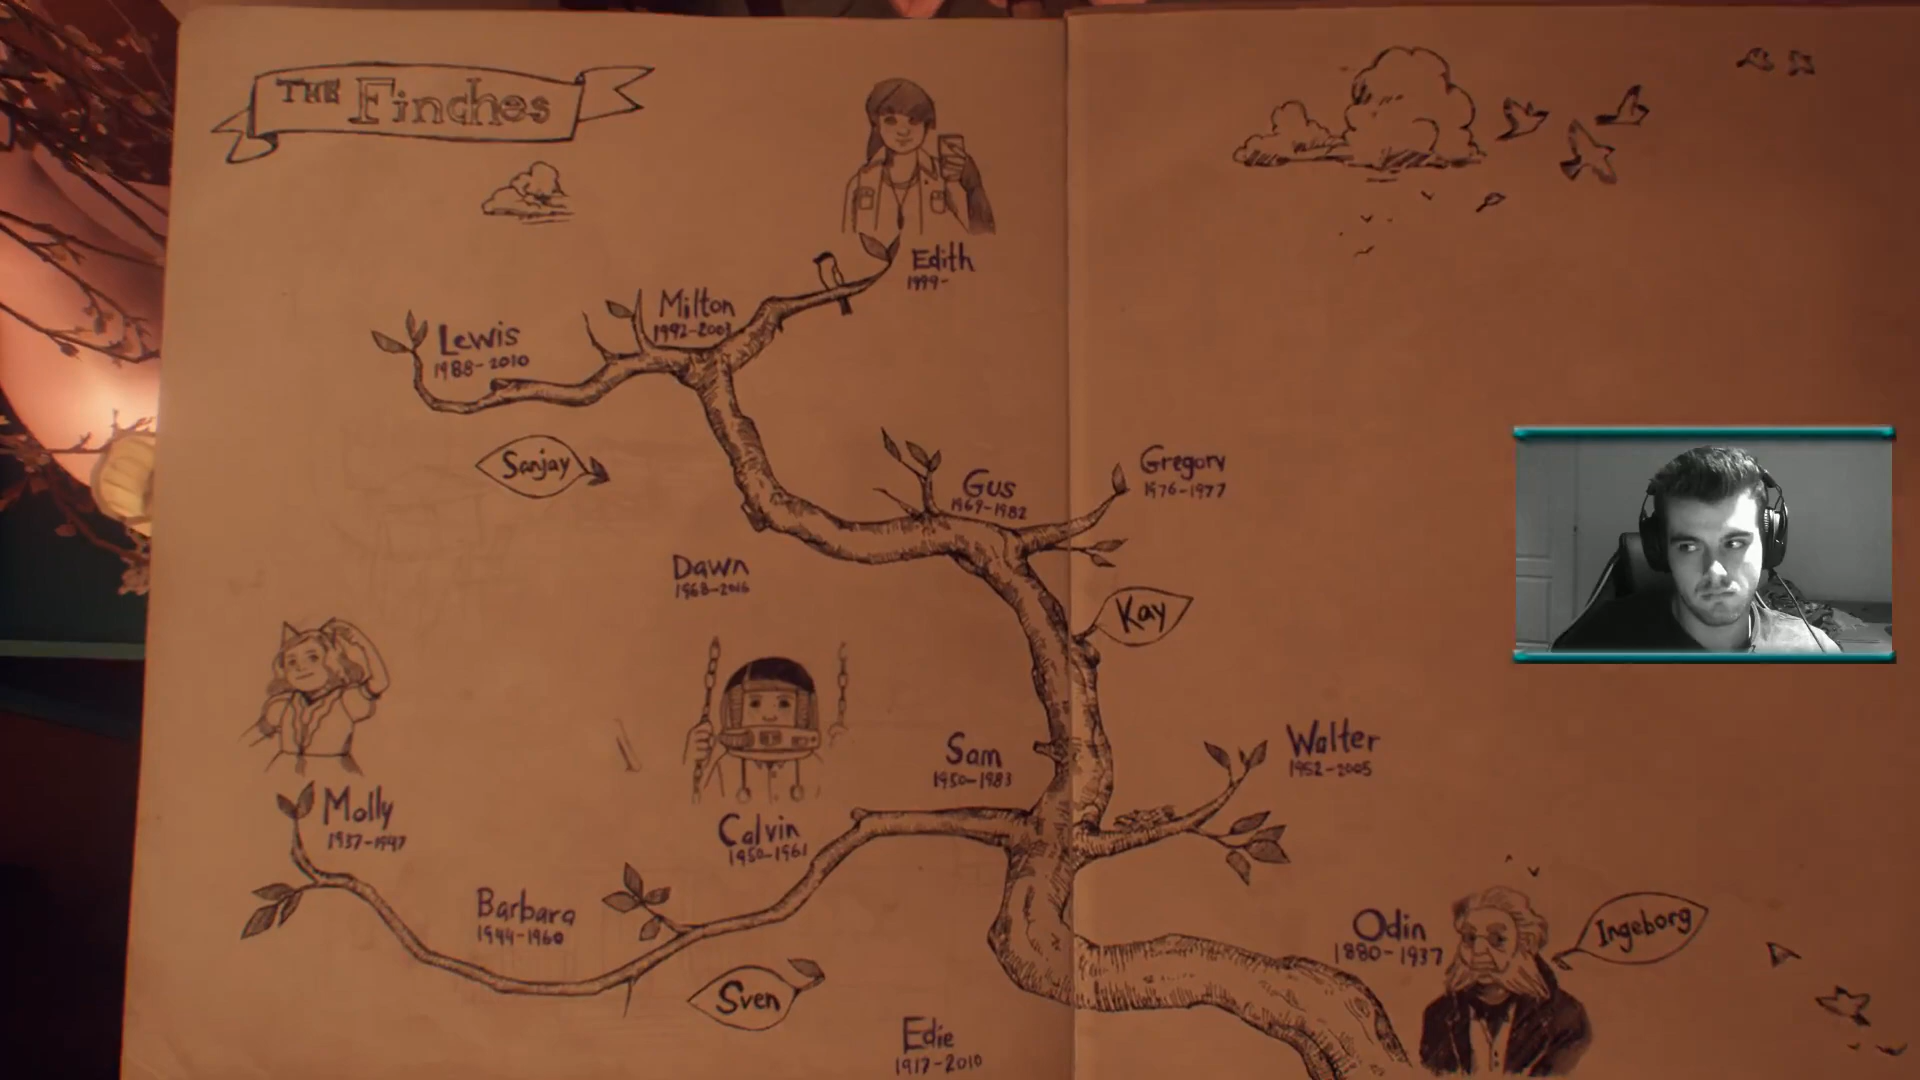 THE Finches
Edith
1999-
Milton
1992-2003
Lewis
1988-2010
Sanjay
Gus
1969-1982
Gregory
1976-1977
Dawn
1968-2016
Kay
Sam
1950-1983
Walter
1952-2005
Molly
1937-1947
Calvin
1950-1961
Barbara
1944-1960
Sven
Odin
1880-1937
Ingeborg
Edie
1917-2010